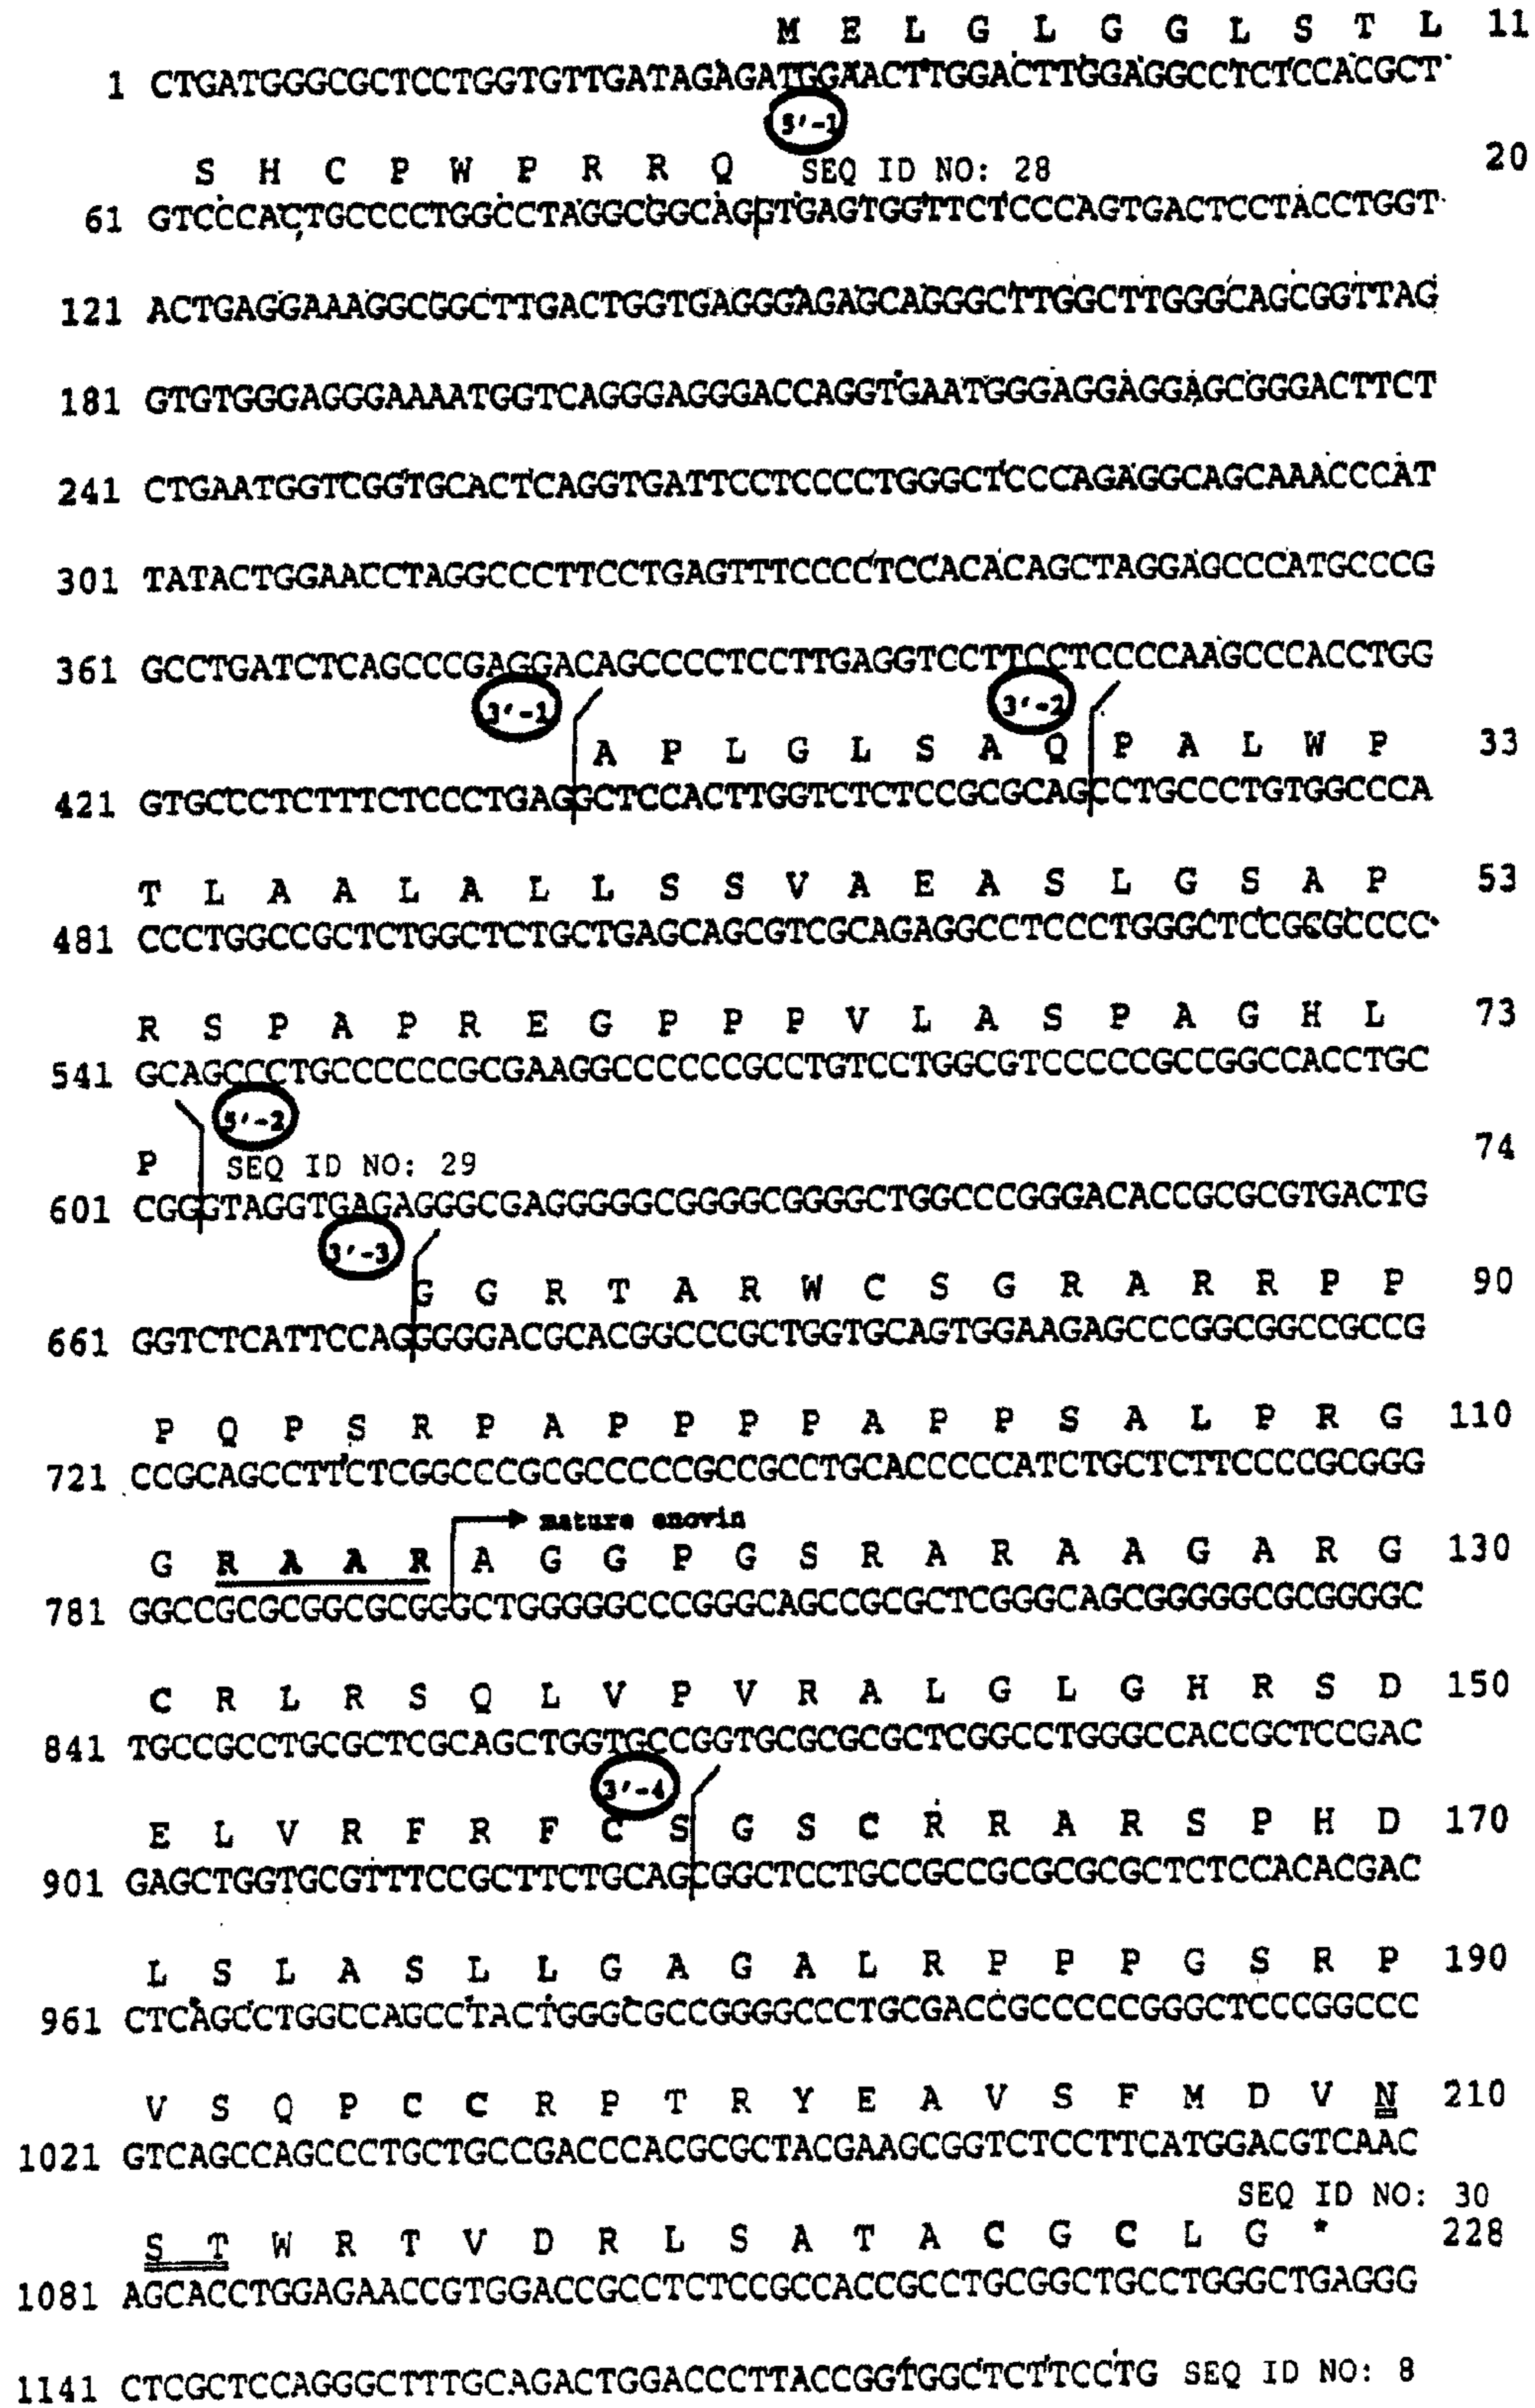 M E L G L G G L S T L 11
1 CTGATGGGCGCTCCTGGTGTTGATAGAGATGGAACTTGGACTTGGAGGCCTCTCCACGCT
5'-1
S H C P W P R R Q SEQ ID NO: 28 20
61 GTCCCACTGCCCCTGGCCTAGGCGGCAGGTGAGTGGTTCTCCCAGTGACTCCTACCTGGT
121 ACTGAGGAAAGGCGGCTTGACTGGTGAGGGAGAGCAGGGCTTGGCTTGGGCAGCGGTTAG
181 GTGTGGGAGGGAAAATGGTCAGGGAGGGACCAGGTGAATGGGAGGAGGAGCGGGACTTCT
241 CTGAATGGTCGGTGCACTCAGGTGATTCCTCCCCTGGGCTCCCAGAGGCAGCAAACCCAT
301 TATACTGGAACCTAGGCCCTTCCTGAGTTTCCCCTCCACACAGCTAGGAGCCCATGCCCG
361 GCCTGATCTCAGCCCGAGGACAGCCCCTCCTTGAGGTCCTTCCTCCCCAAGCCCACCTGG
3'-1 3'-2
A P L G L S A Q P A L W P 33
421 GTGCCCTCTTTCTCCCTGAGGCTCCACTTGGTCTCTCCGCGCAGCCTGCCCTGTGGCCCA
T L A A L A L L S S V A E A S L G S A P 53
481 CCCTGGCCGCTCTGGCTCTGCTGAGCAGCGTCGCAGAGGCCTCCCTGGGCTCCGCGCCCC
R S P A P R E G P P P V L A S P A G H L 73
541 GCAGCCCTGCCCCCCGCGAAGGCCCCCCGCCTGTCCTGGCGTCCCCCGCCGGCCACCTGC
5'-2
P SEQ ID NO: 29 74
601 CGGGTAGGTGAGAGGGCGAGGGGGCGGGGCGGGGCTGGCCCGGGACACCGCGCGTGACTG
3'-3
G G R T A R W C S G R A R R P P 90
661 GGTCTCATTCCAGGGGGACGCACGGCCCGCTGGTGCAGTGGAAGAGCCCGGCGGCCGCCG
P Q P S R P A P P P P A P P S A L P R G 110
721 CCGCAGCCTTCTCGGCCCGCGCCCCCGCCGCCTGCACCCCCATCTGCTCTTCCCCGCGGG
mature enovin
G R A A R A G G P G S R A R A A G A R G 130
781 GGCCGCGCGGCGCGGGCTGGGGGCCCGGGCAGCCGCGCTCGGGCAGCGGGGGCGCGGGGC
C R L R S Q L V P V R A L G L G H R S D 150
841 TGCCGCCTGCGCTCGCAGCTGGTGCCGGTGCGCGCGCTCGGCCTGGGCCACCGCTCCGAC
3'-4
E L V R F R F C S G S C R R A R S P H D 170
901 GAGCTGGTGCGTTTCCGCTTCTGCAGCGGCTCCTGCCGCCGCGCGCGCTCTCCACACGAC
L S L A S L L G A G A L R P P P G S R P 190
961 CTCAGCCTGGCCAGCCTACTGGGCGCCGGGGCCCTGCGACCGCCCCCGGGCTCCCGGCCC
V S Q P C C R P T R Y E A V S F M D V N 210
1021 GTCAGCCAGCCCTGCTGCCGACCCACGCGCTACGAAGCGGTCTCCTTCATGGACGTCAAC
SEQ ID NO: 30
S T W R T V D R L S A T A C G C L G * 228
1081 AGCACCTGGAGAACCGTGGACCGCCTCTCCGCCACCGCCTGCGGCTGCCTGGGCTGAGGG
1141 CTCGCTCCAGGGCTTTGCAGACTGGACCCTTACCGGTGGCTCTTCCTG SEQ ID NO: 8